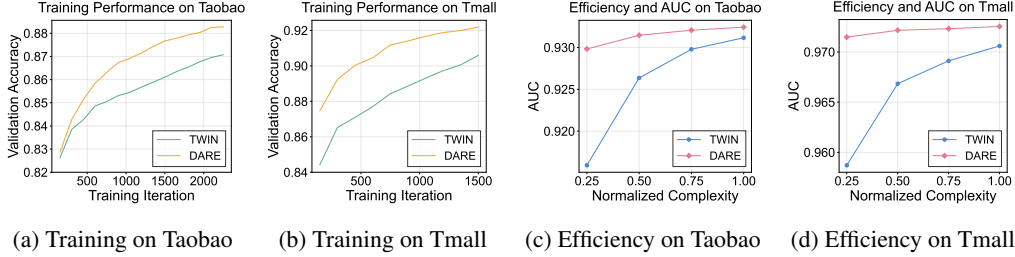 Training Performance on Taobao
Validation Accuracy
0.88
0.87
0.86
0.85
0.84
0.83
0.82
500
1000
1500
2000
Training Iteration
TWIN
DARE
(a) Training on Taobao
Training Performance on Tmall
Validation Accuracy
0.92
0.90
0.88
0.86
0.84
500
1000
1500
Training Iteration
TWIN
DARE
(b) Training on Tmall
Efficiency and AUC on Taobao
AUC
0.930
0.925
0.920
0.25
0.50
0.75
1.00
Normalized Complexity
TWIN
DARE
(c) Efficiency on Taobao
Efficiency and AUC on Tmall
AUC
0.970
0.965
0.960
0.25
0.50
0.75
1.00
Normalized Complexity
TWIN
DARE
(d) Efficiency on Tmall